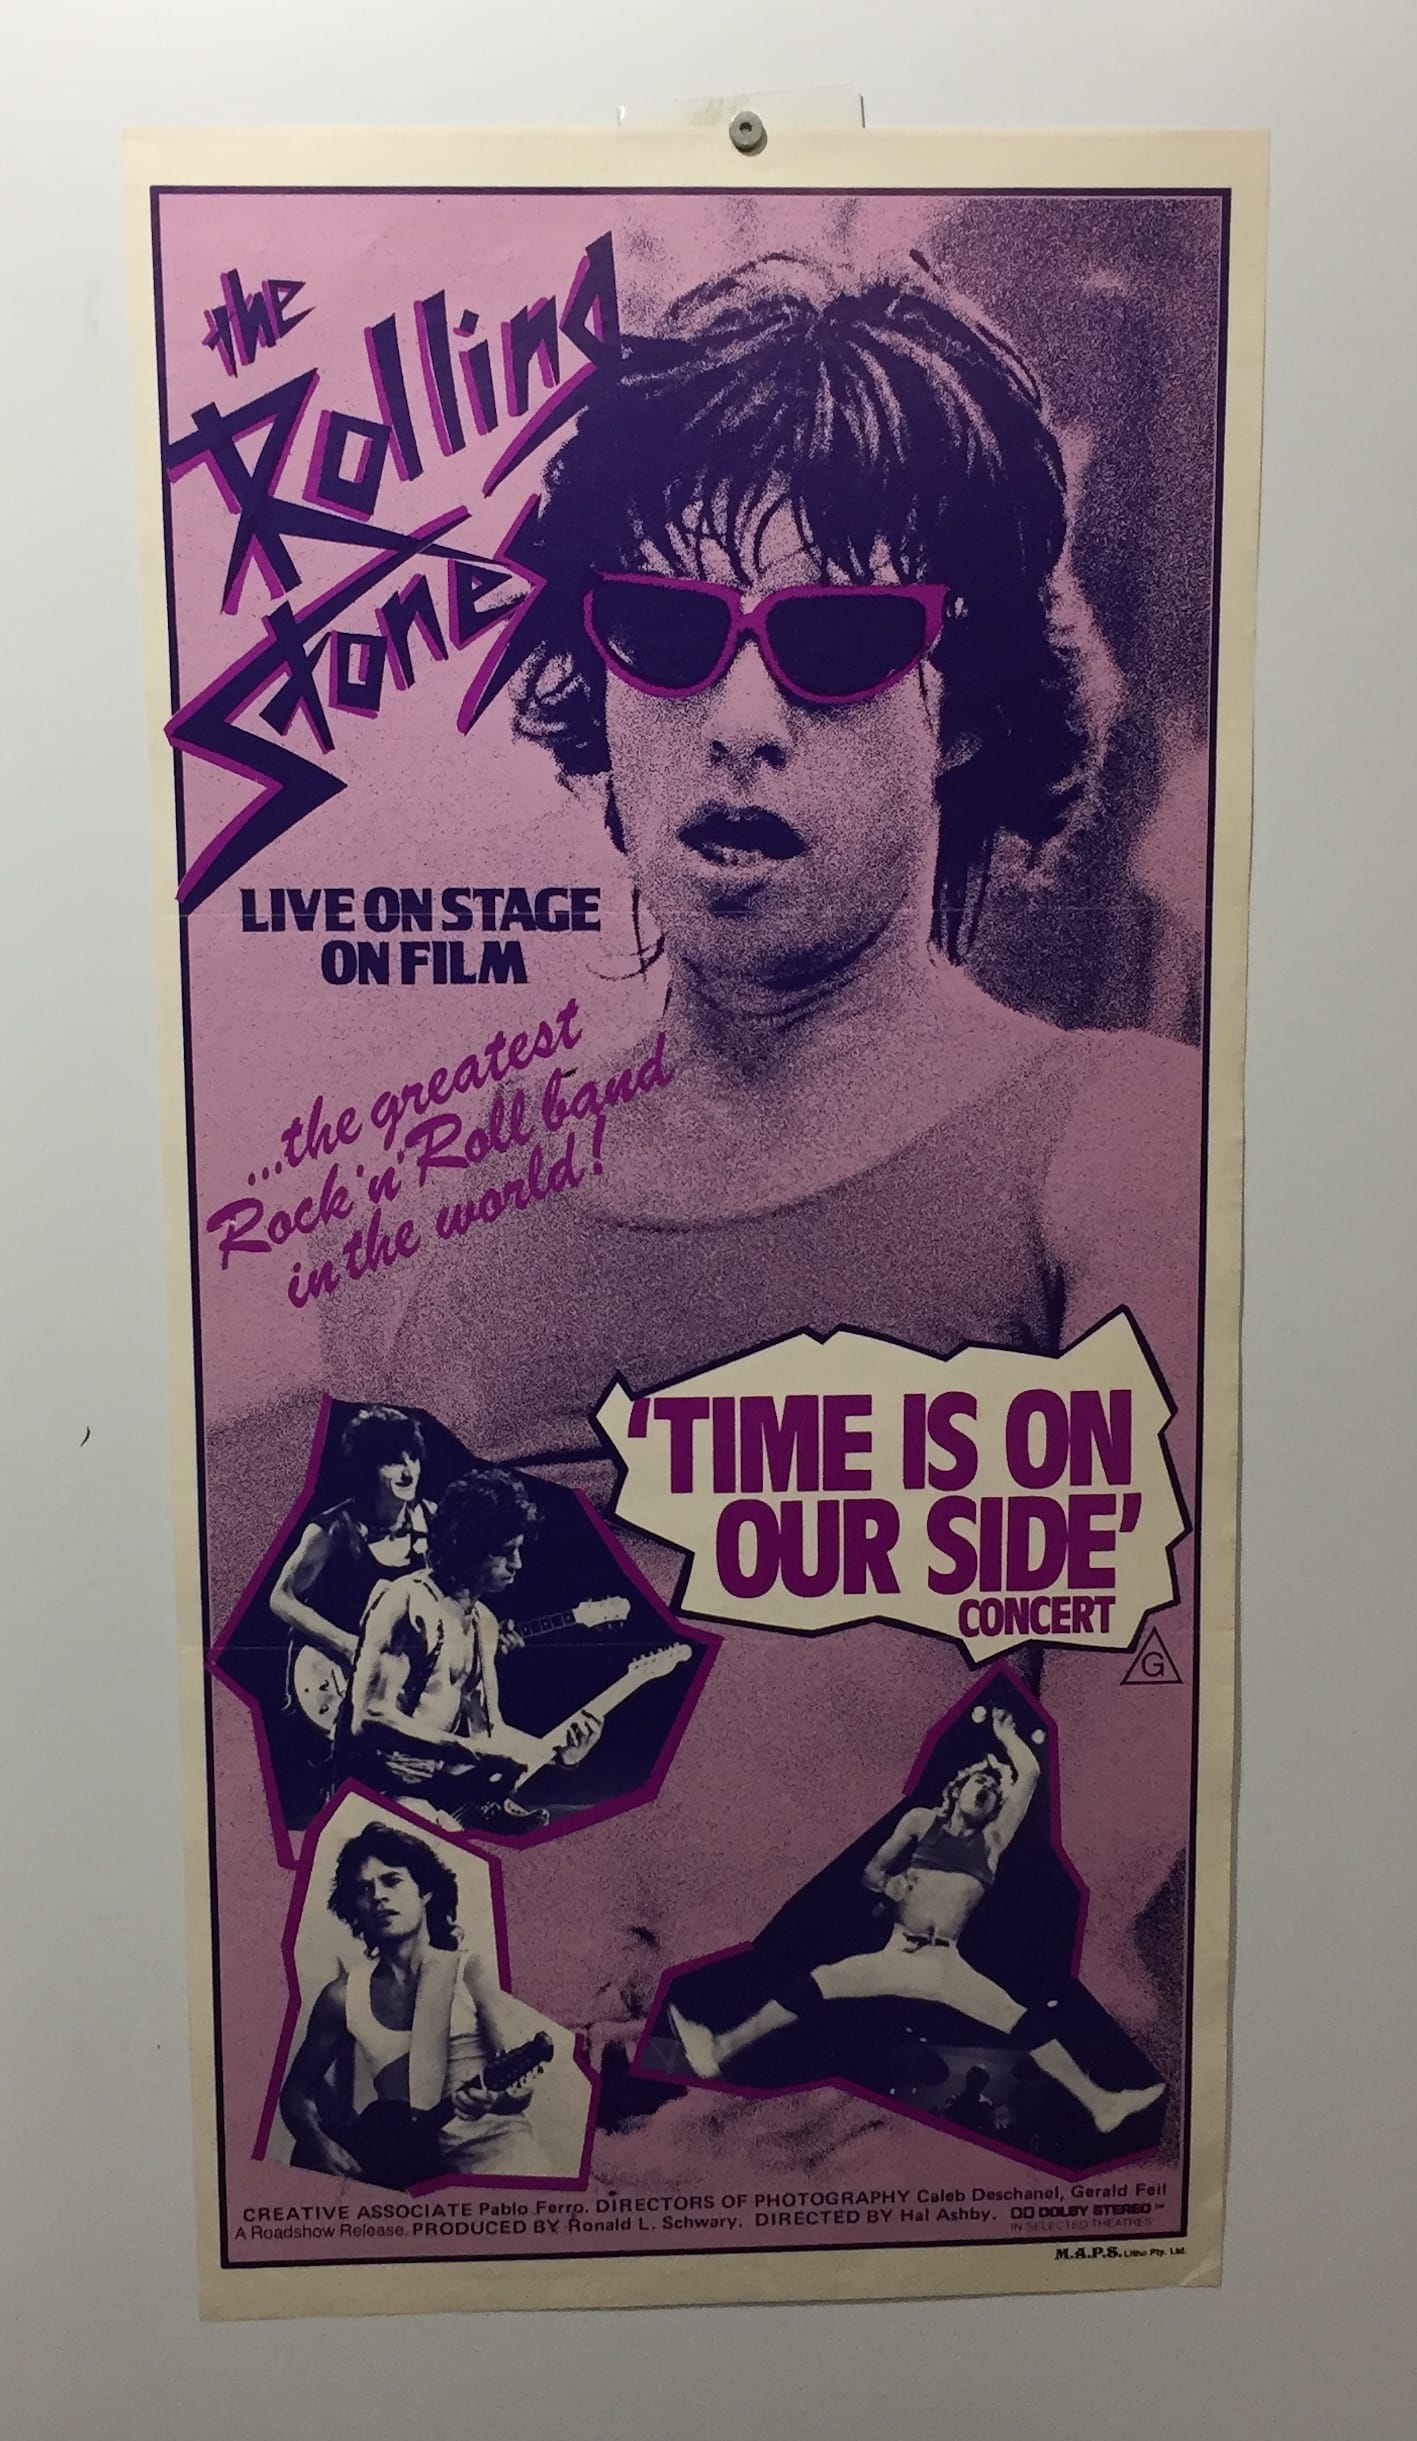 the
Rolling
Stones
LIVE ON STAGE
ON FILM
...the greatest
Rock'n'Roll band
in the world!
'TIME IS ON
OUR SIDE'
CONCERT
G
CREATIVE ASSOCIATE Pablo Ferro. DIRECTORS OF PHOTOGRAPHY Caleb Deschanel, Gerald Feil
A Roadshow Release. PRODUCED BY Ronald L. Schwary. DIRECTED BY Hal Ashby. DOLBY STEREO™
IN SELECTED THEATRES
M.A.P.S. Litho Pty. Ltd.